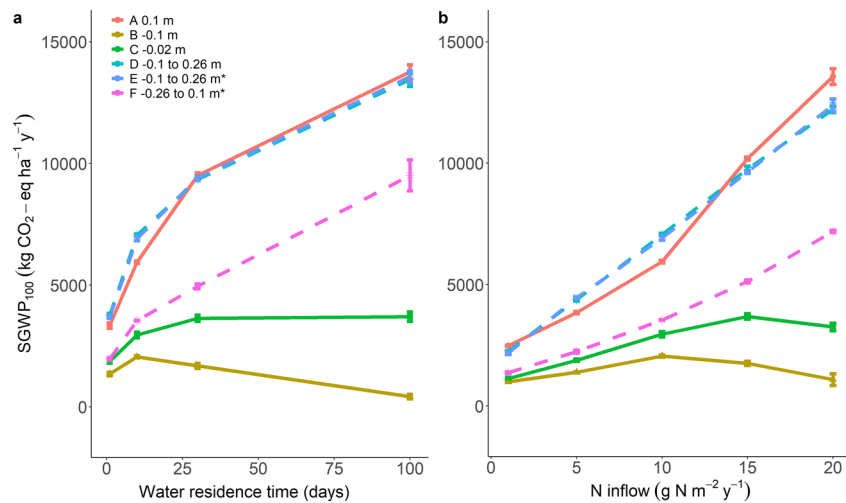 a
A 0.1 m
B -0.1 m
C -0.02 m
D -0.1 to 0.26 m
E -0.1 to 0.26 m*
F -0.26 to 0.1 m*
SGWP₁₀₀ (kg CO₂ – eq ha⁻¹ y⁻¹)
15000
10000
5000
0
0 25 50 75 100
Water residence time (days)
b
15000
10000
5000
0
0 5 10 15 20
N inflow (g N m⁻² y⁻¹)